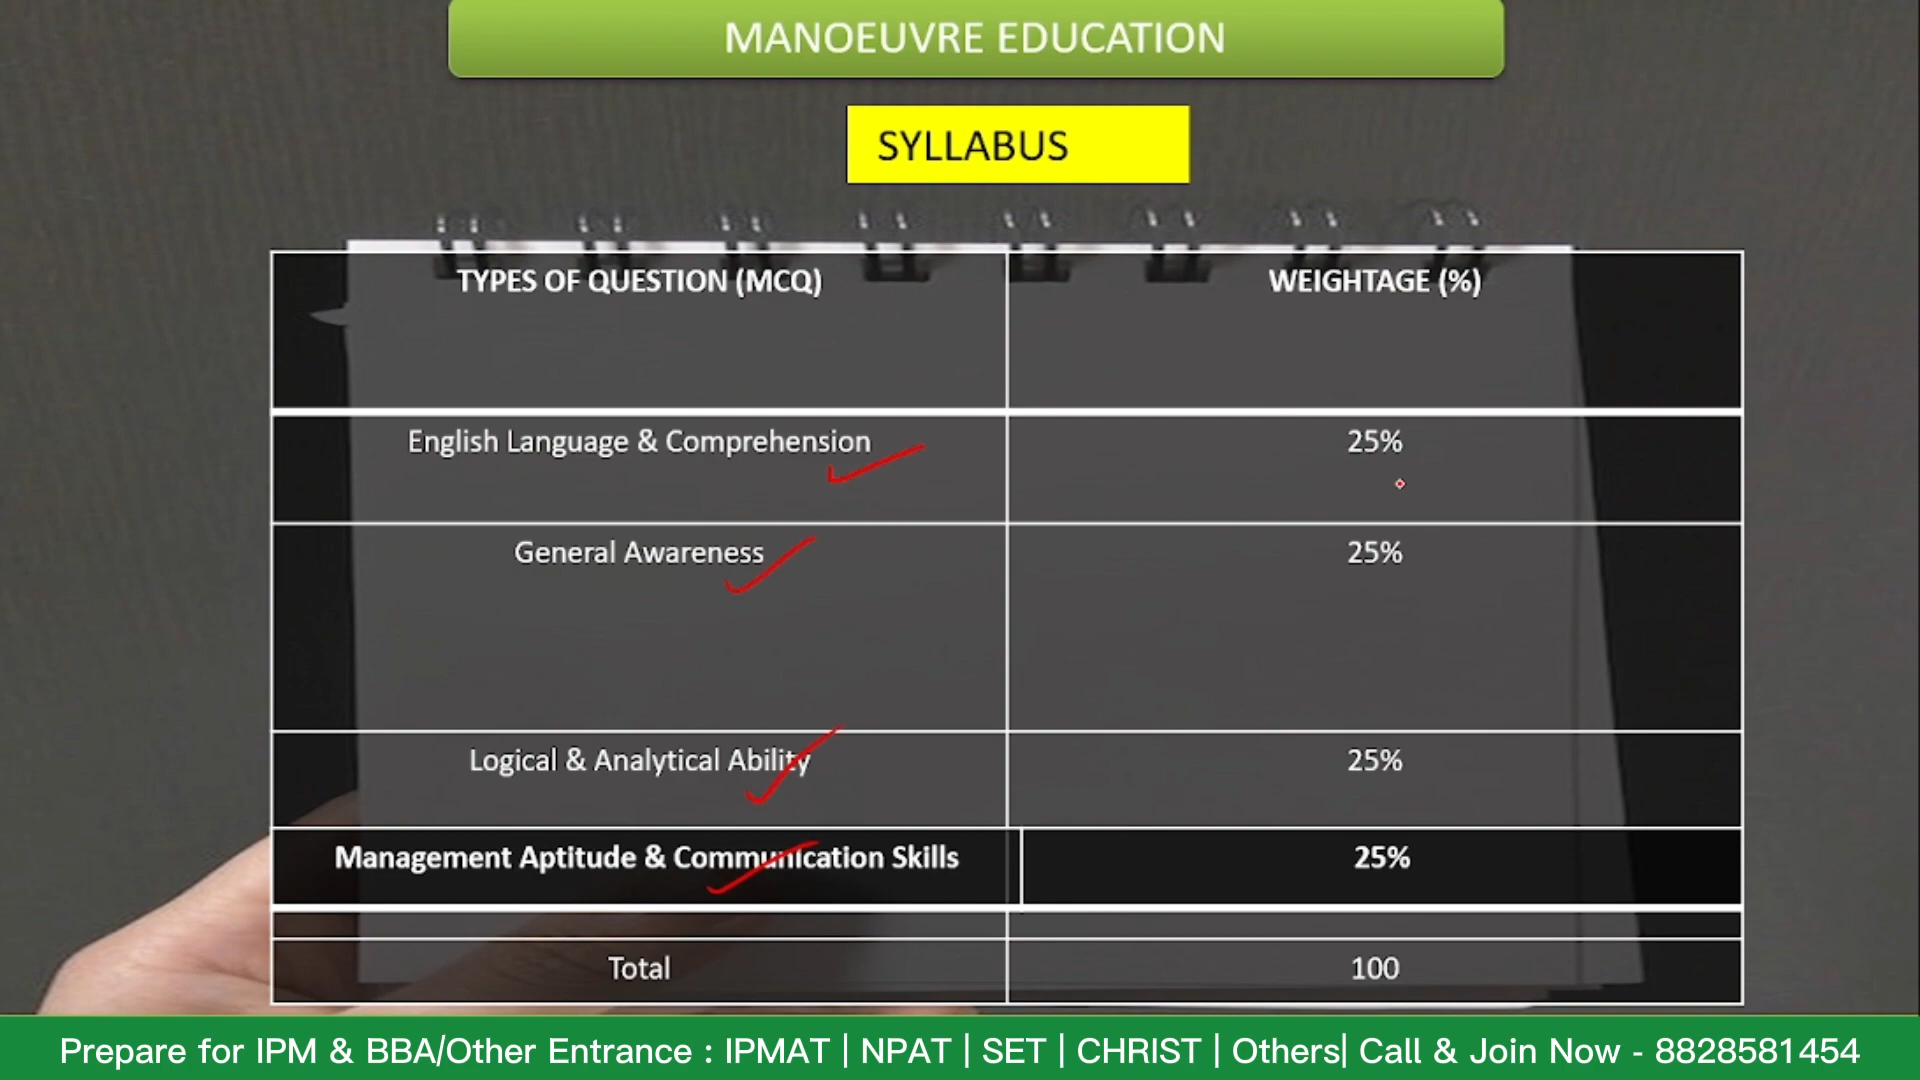 MANOEUVRE EDUCATION
SYLLABUS
TYPES OF QUESTION (MCQ) WEIGHTAGE (%)
English Language & Comprehension 25%
General Awareness 25%
Logical & Analytical Ability 25%
Management Aptitude & Communication Skills 25%
Total 100
Prepare for IPM & BBA/Other Entrance : IPMAT | NPAT | SET | CHRIST | Others| Call & Join Now - 8828581454